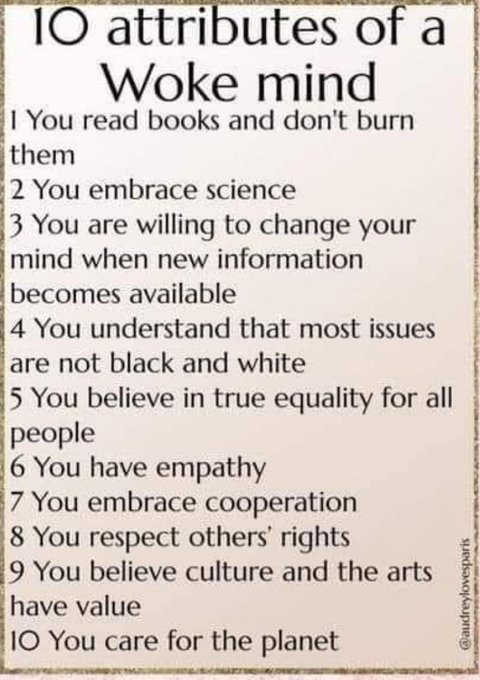 10 attributes of a
Woke mind
1 You read books and don't burn
them
2 You embrace science
3 You are willing to change your
mind when new information
becomes available
4 You understand that most issues
are not black and white
5 You believe in true equality for all
people
6 You have empathy
7 You embrace cooperation
8 You respect others' rights
9 You believe culture and the arts
have value
10 You care for the planet
@audreylovesparis